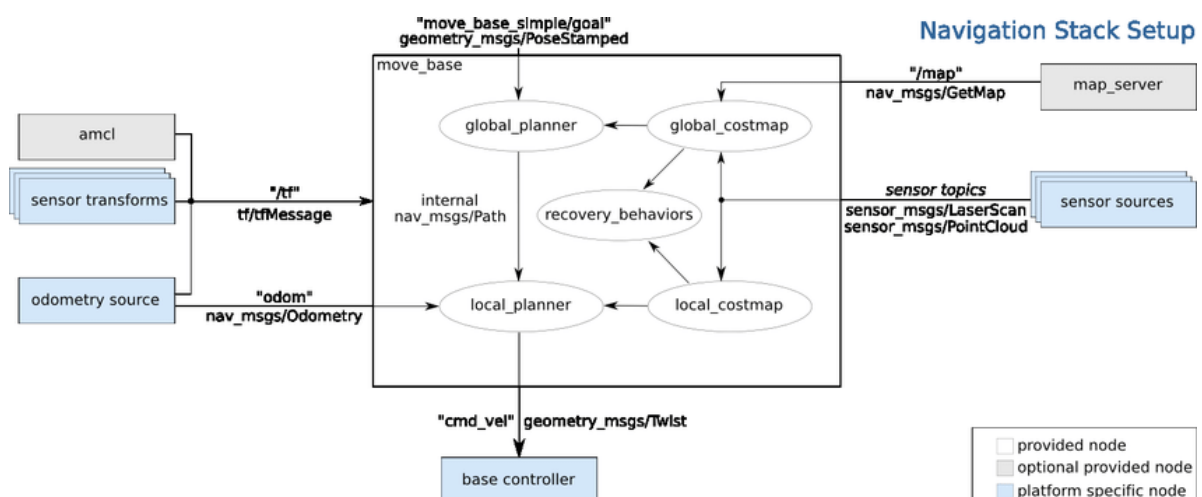 Navigation Stack Setup
"move_base_simple/goal"
geometry_msgs/PoseStamped
move_base
"/map"
nav_msgs/GetMap
map_server
amcl
global_planner
global_costmap
sensor transforms
"/tf"
tf/tfMessage
internal
nav_msgs/Path
recovery_behaviors
sensor topics
sensor_msgs/LaserScan
sensor_msgs/PointCloud
sensor sources
odometry source
"odom"
nav_msgs/Odometry
local_planner
local_costmap
"cmd_vel" geometry_msgs/Twist
base controller
provided node
optional provided node
platform specific node